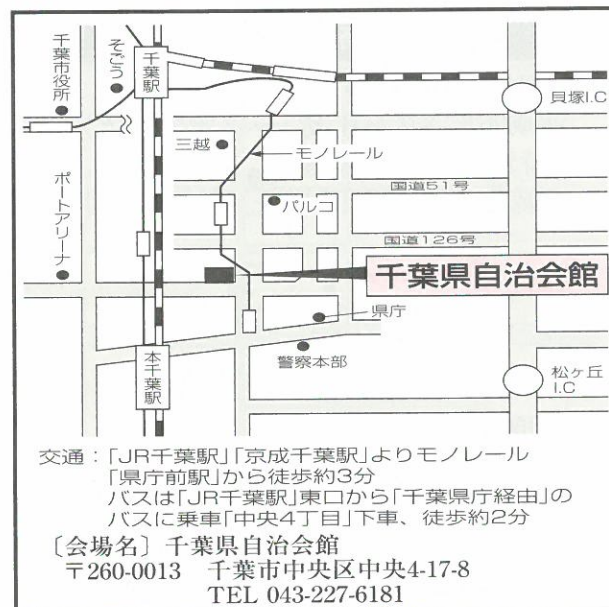 千葉市役所
そごう
千葉駅
貝塚I.C
三越
モノレール
国道51号
ポートアリーナ
パルコ
国道126号
千葉県自治会館
県庁
警察本部
本千葉駅
松ヶ丘
I.C
交通：「JR千葉駅」「京成千葉駅」よりモノレール
「県庁前駅」から徒歩約3分
バスは「JR千葉駅」東口から「千葉県庁経由」の
バスに乗車「中央4丁目」下車、徒歩約2分
〔会場名〕千葉県自治会館
〒260-0013　千葉市中央区中央4-17-8
TEL 043-227-6181